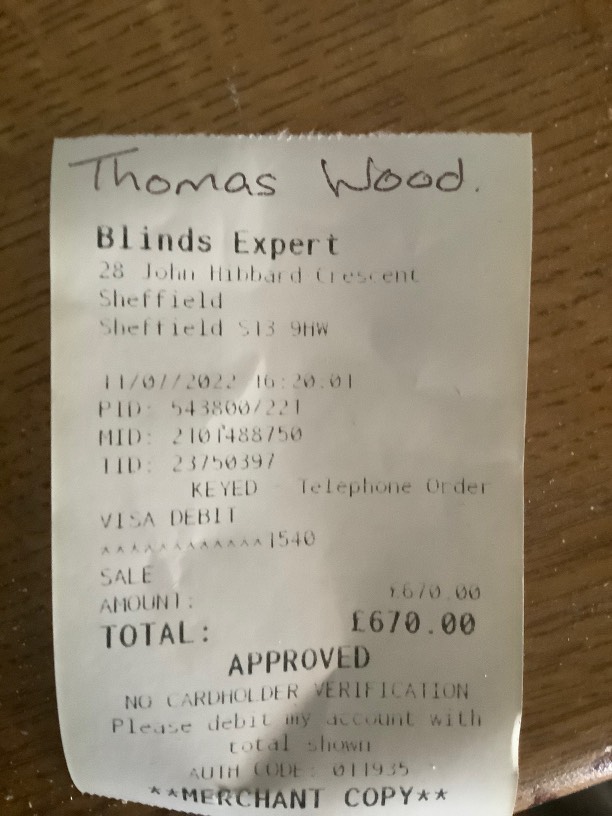 Thomas Wood.
Blinds Expert
28 John Hibbard Crescent
Sheffield
Sheffield S13 9HW
11/07/2022 16:20:01
PID: 543800/221
MID: 2101488750
TID: 23750397
KEYED - Telephone Order
VISA DEBIT
************1540
SALE
AMOUNT: £670.00
TOTAL: £670.00
APPROVED
NO CARDHOLDER VERIFICATION
Please debit my account with
total shown
AUTH CODE: 011935
**MERCHANT COPY**